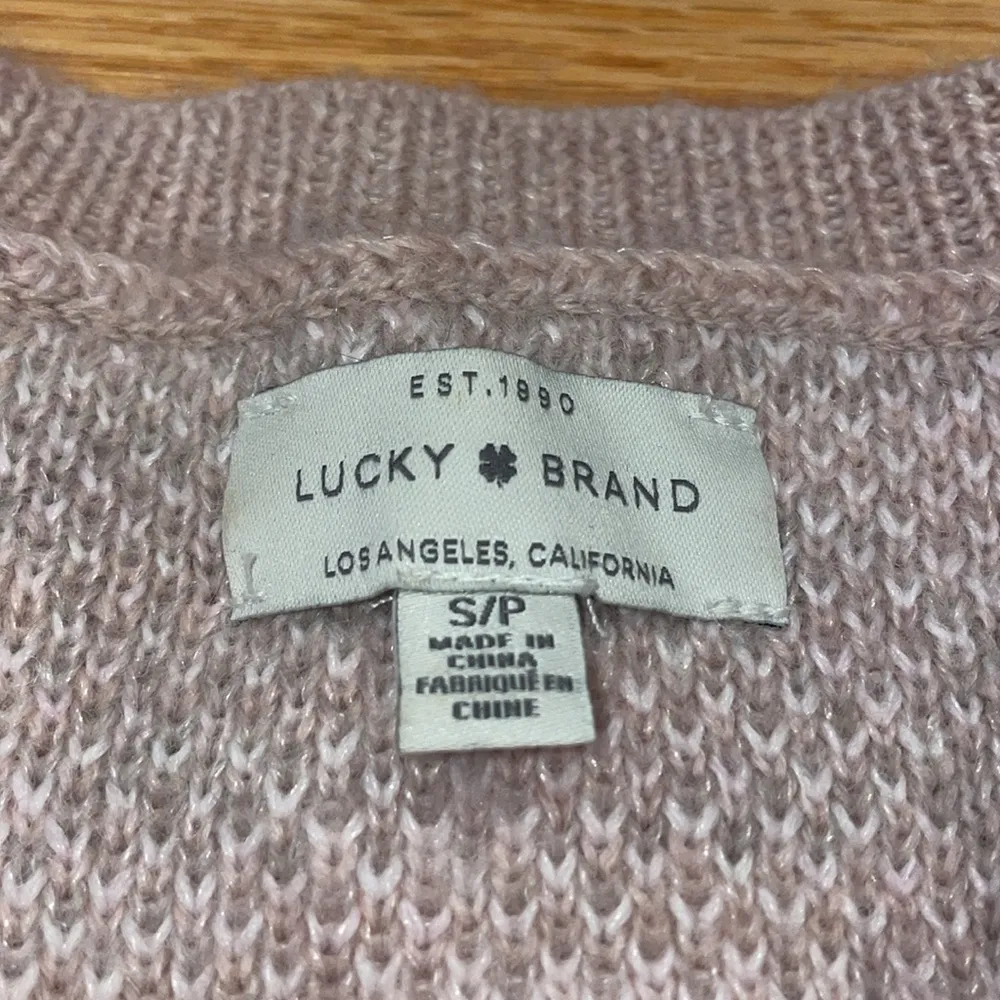 EST.1990
LUCKY BRAND
LOS ANGELES, CALIFORNIA
S/P
MADE IN
CHINA
FABRIQUÉ EN
CHINE